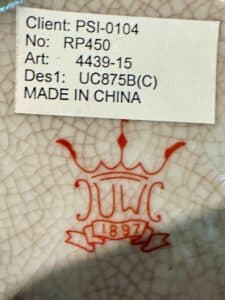 Client: PSI-0104
No: RP450
Art: 4439-15
Des1: UC875B(C)
MADE IN CHINA
UWC
1897